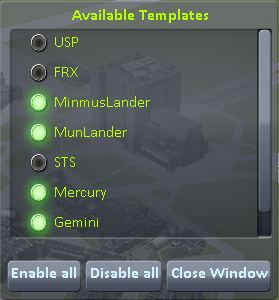 Available Templates
USP
FRX
MinmusLander
MunLander
STS
Mercury
Gemini
Enable all Disable all Close Window